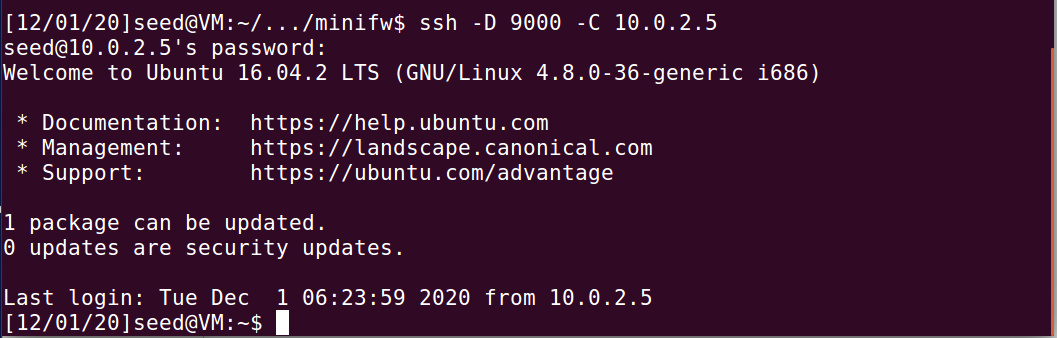 [12/01/20]seed@VM:~/.../minifw$ ssh -D 9000 -C 10.0.2.5
seed@10.0.2.5's password:
Welcome to Ubuntu 16.04.2 LTS (GNU/Linux 4.8.0-36-generic i686)
* Documentation:  https://help.ubuntu.com
* Management:     https://landscape.canonical.com
* Support:        https://ubuntu.com/advantage
1 package can be updated.
0 updates are security updates.
Last login: Tue Dec  1 06:23:59 2020 from 10.0.2.5
[12/01/20]seed@VM:~$